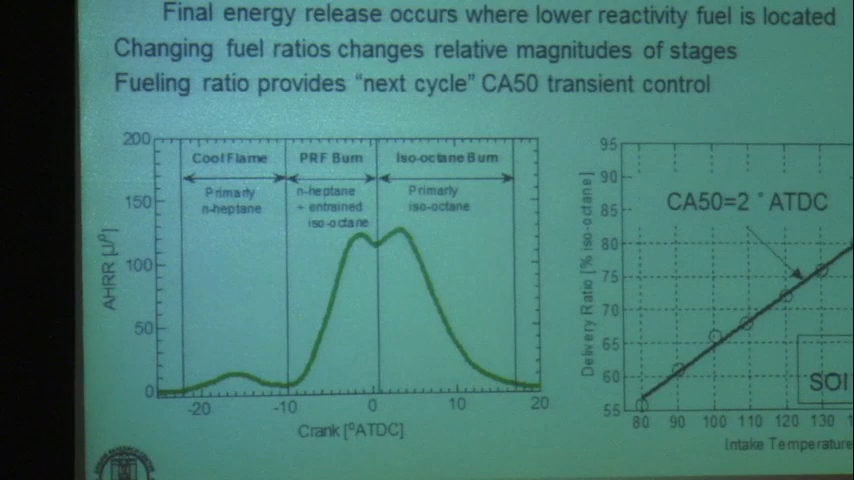 Final energy release occurs where lower reactivity fuel is located
Changing fuel ratios changes relative magnitudes of stages
Fueling ratio provides “next cycle” CA50 transient control
200
150
100
50
0
AHRR [J/º]
Cool Flame
Primarily
n-heptane
PRF Burn
n-heptane
+ entrained
iso-octane
Iso-octane Burn
Primarily
iso-octane
-20
-10
0
10
20
Crank [ºATDC]
95
90
85
80
75
70
65
60
55
Delivery Ratio [% iso-octane]
CA50=2 ˚ ATDC
SOI
80
90
100
110
120
130
Intake Temperature